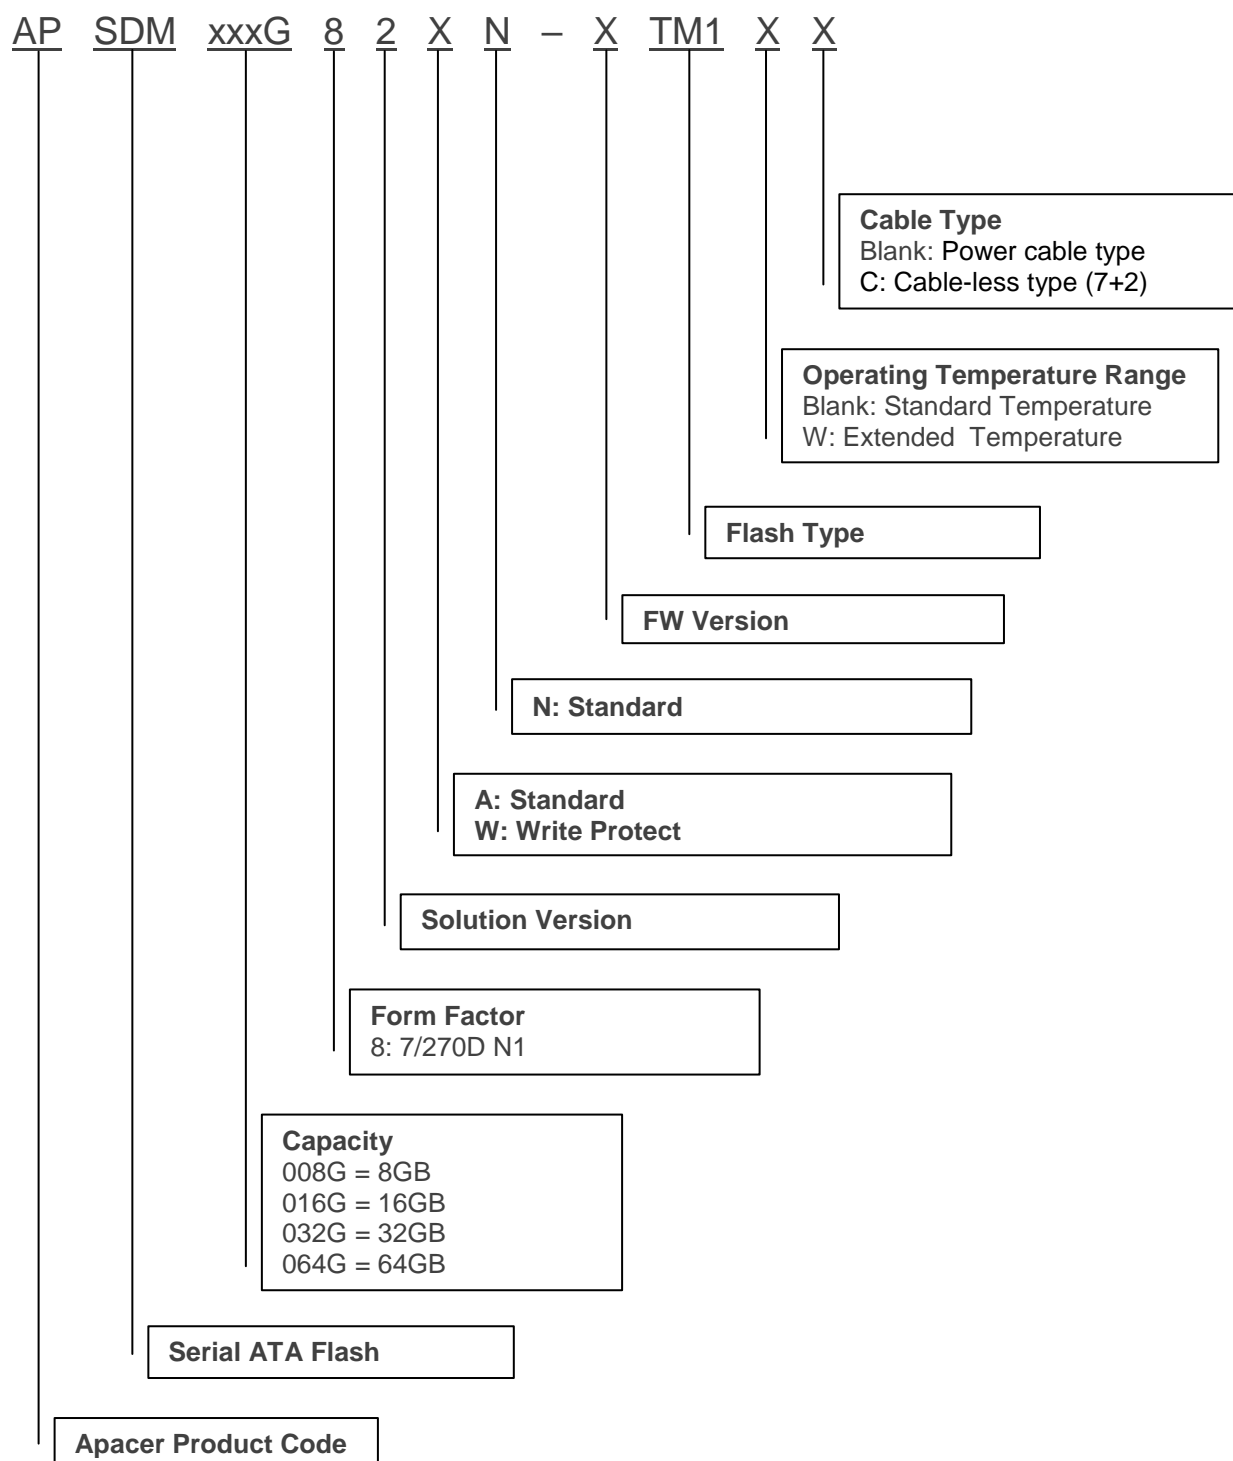 AP SDM xxxG 8 2 X N – X TM1 X X
Cable Type
Blank: Power cable type
C: Cable-less type (7+2)
Operating Temperature Range
Blank: Standard Temperature
W: Extended Temperature
Flash Type
FW Version
N: Standard
A: Standard
W: Write Protect
Solution Version
Form Factor
8: 7/270D N1
Capacity
008G = 8GB
016G = 16GB
032G = 32GB
064G = 64GB
Serial ATA Flash
Apacer Product Code